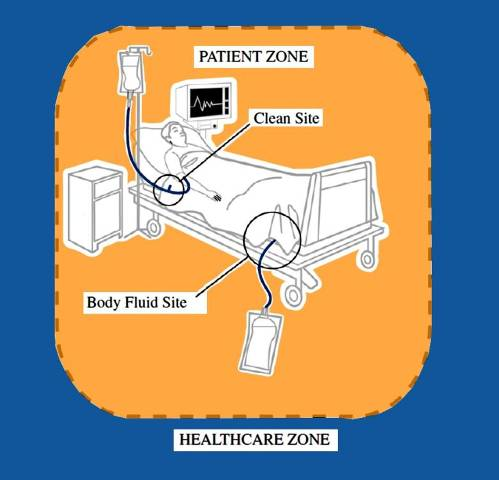 PATIENT ZONE
Clean Site
Body Fluid Site
HEALTHCARE ZONE